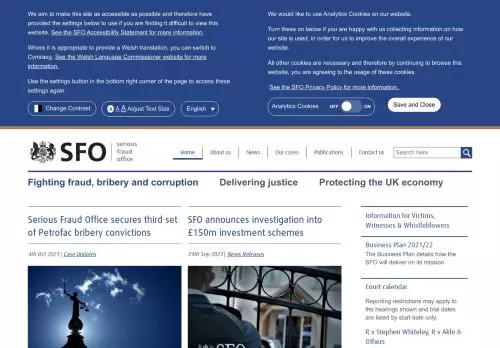 We aim to make this site as accessible as possible and therefore have
provided the settings below to use if you are finding it difficult to view this
website. See the SFO Accessibility Statement for more information.
Where it is appropriate to provide a Welsh translation, you can switch to
Cymraeg. See the Welsh Language Commissioner website for more
information.
Use the settings button in the bottom right corner of the page to access these
settings again
Change Contrast
A A A Adjust Text Size
English
We would like to use Analytics Cookies on our website.
Turn these on below if you are happy with us collecting information on how
our site is used, in order for us to improve the overall experience of our
website.
All other cookies are necessary and therefore by continuing to browse this
website, you are agreeing to the usage of these cookies.
See the SFO Privacy Policy for more information.
Analytics Cookies OFF ON
Save and Close
SFO
serious
fraud
office
Home
About us
News
Our cases
Publications
Contact us
Search here
Fighting fraud, bribery and corruption
Delivering justice
Protecting the UK economy
Serious Fraud Office secures third set
of Petrofac bribery convictions
4th Oct 2021| Case Updates
SFO announces investigation into
£150m investment schemes
29th Sep 2021| News Releases
SFO
Information for Victims,
Witnesses & Whistleblowers
Business Plan 2021/22
The Business Plan details how the
SFO will deliver on its mission
Court calendar
Reporting restrictions may apply to
the hearings shown and trial dates
are listed by start date only.
R v Stephen Whiteley, R v Akle &
Others